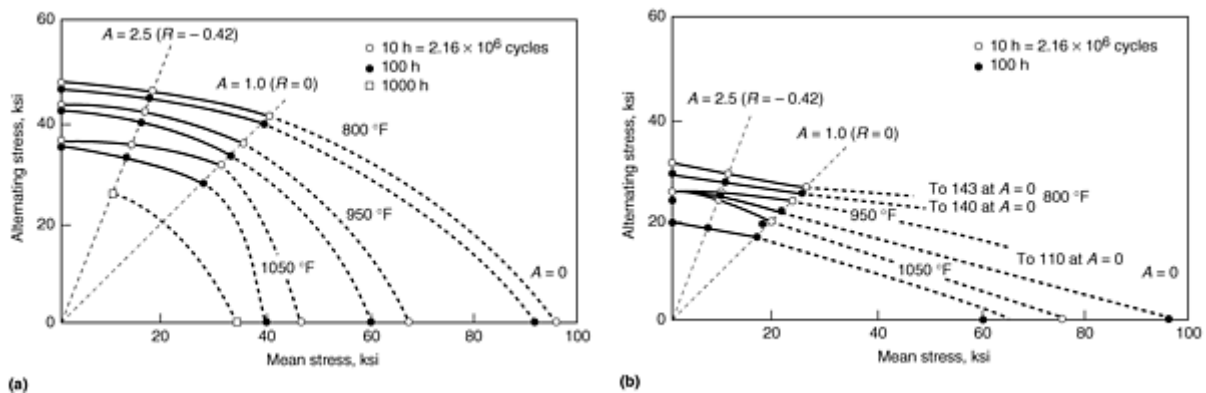 60
40
20
0
Alternating stress, ksi
A = 2.5 (R = − 0.42)
○ 10 h = 2.16 × 10⁶ cycles
● 100 h
□ 1000 h
A = 1.0 (R = 0)
800 °F
950 °F
1050 °F
A = 0
0 20 40 60 80 100
Mean stress, ksi
(a)
60
40
20
0
Alternating stress, ksi
○ 10 h = 2.16 × 10⁶ cycles
● 100 h
A = 2.5 (R = − 0.42)
A = 1.0 (R = 0)
To 143 at A = 0
800 °F
To 140 at A = 0
950 °F
To 110 at A = 0
1050 °F
A = 0
0 20 40 60 80 100
Mean stress, ksi
(b)